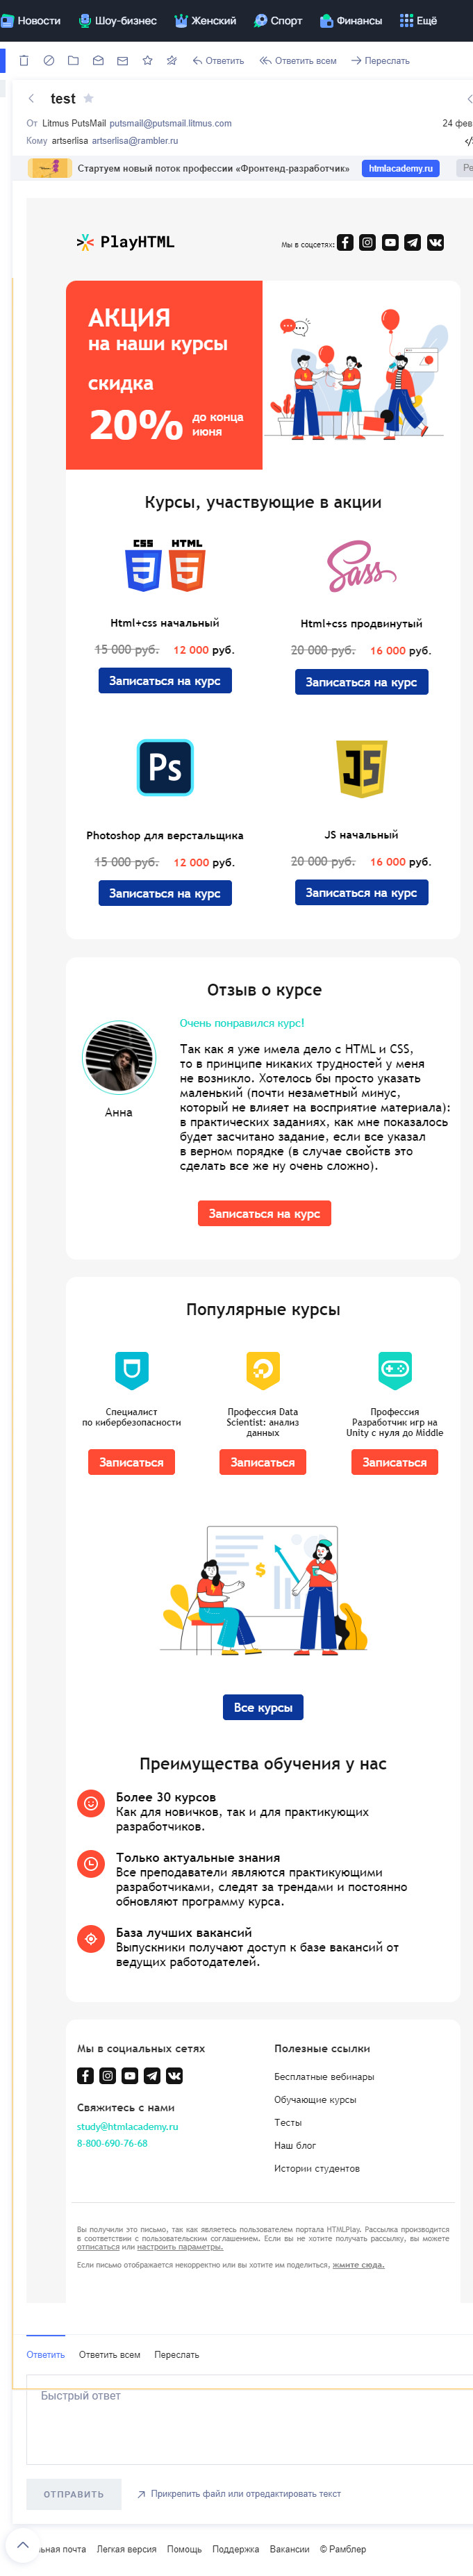 Новости Шоу-бизнес Женский Спорт Финансы Ещё
Ответить Ответить всем Переслать
test
От Litmus PutsMail putsmail@putsmail.litmus.com 24 фев
Кому artserlisa artserlisa@rambler.ru
Стартуем новый поток профессии «Фронтенд-разработчик» htmlacademy.ru Ре
PlayHTML
Мы в соцсетях:
АКЦИЯ
на наши курсы
скидка
20% до конца
июня
Курсы, участвующие в акции
CSS HTML
Sass
Html+css начальный
Html+css продвинутый
15 000 руб. 12 000 руб.
20 000 руб. 16 000 руб.
Записаться на курс
Записаться на курс
Ps
JS
Photoshop для верстальщика
JS начальный
15 000 руб. 12 000 руб.
20 000 руб. 16 000 руб.
Записаться на курс
Записаться на курс
Отзыв о курсе
Очень понравился курс!
Так как я уже имела дело с HTML и CSS,
то в принципе никаких трудностей у меня
не возникло. Хотелось бы просто указать
маленький (почти незаметный минус,
который не влияет на восприятие материала):
в практических заданиях, как мне показалось
будет засчитано задание, если все указал
в верном порядке (в случае свойств это
сделать все же ну очень сложно).
Анна
Записаться на курс
Популярные курсы
Специалист
по кибербезопасности
Профессия Data
Scientist: анализ
данных
Профессия
Разработчик игр на
Unity с нуля до Middle
Записаться
Записаться
Записаться
$
Все курсы
Преимущества обучения у нас
Более 30 курсов
Как для новичков, так и для практикующих
разработчиков.
Только актуальные знания
Все преподаватели являются практикующими
разработчиками, следят за трендами и постоянно
обновляют программу курса.
База лучших вакансий
Выпускники получают доступ к базе вакансий от
ведущих работодателей.
Мы в социальных сетях
Свяжитесь с нами
study@htmlacademy.ru
8-800-690-76-68
Полезные ссылки
Бесплатные вебинары
Обучающие курсы
Тесты
Наш блог
Истории студентов
Вы получили это письмо, так как являетесь пользователем портала HTMLPlay. Рассылка производится
в соответствии с пользовательским соглашением. Если вы не хотите получать рассылку, вы можете
отписаться или настроить параметры.
Если письмо отображается некорректно или вы хотите им поделиться, жмите сюда.
Ответить Ответить всем Переслать
Быстрый ответ
ОТПРАВИТЬ Прикрепить файл или отредактировать текст
льная почта Легкая версия Помощь Поддержка Вакансии © Рамблер